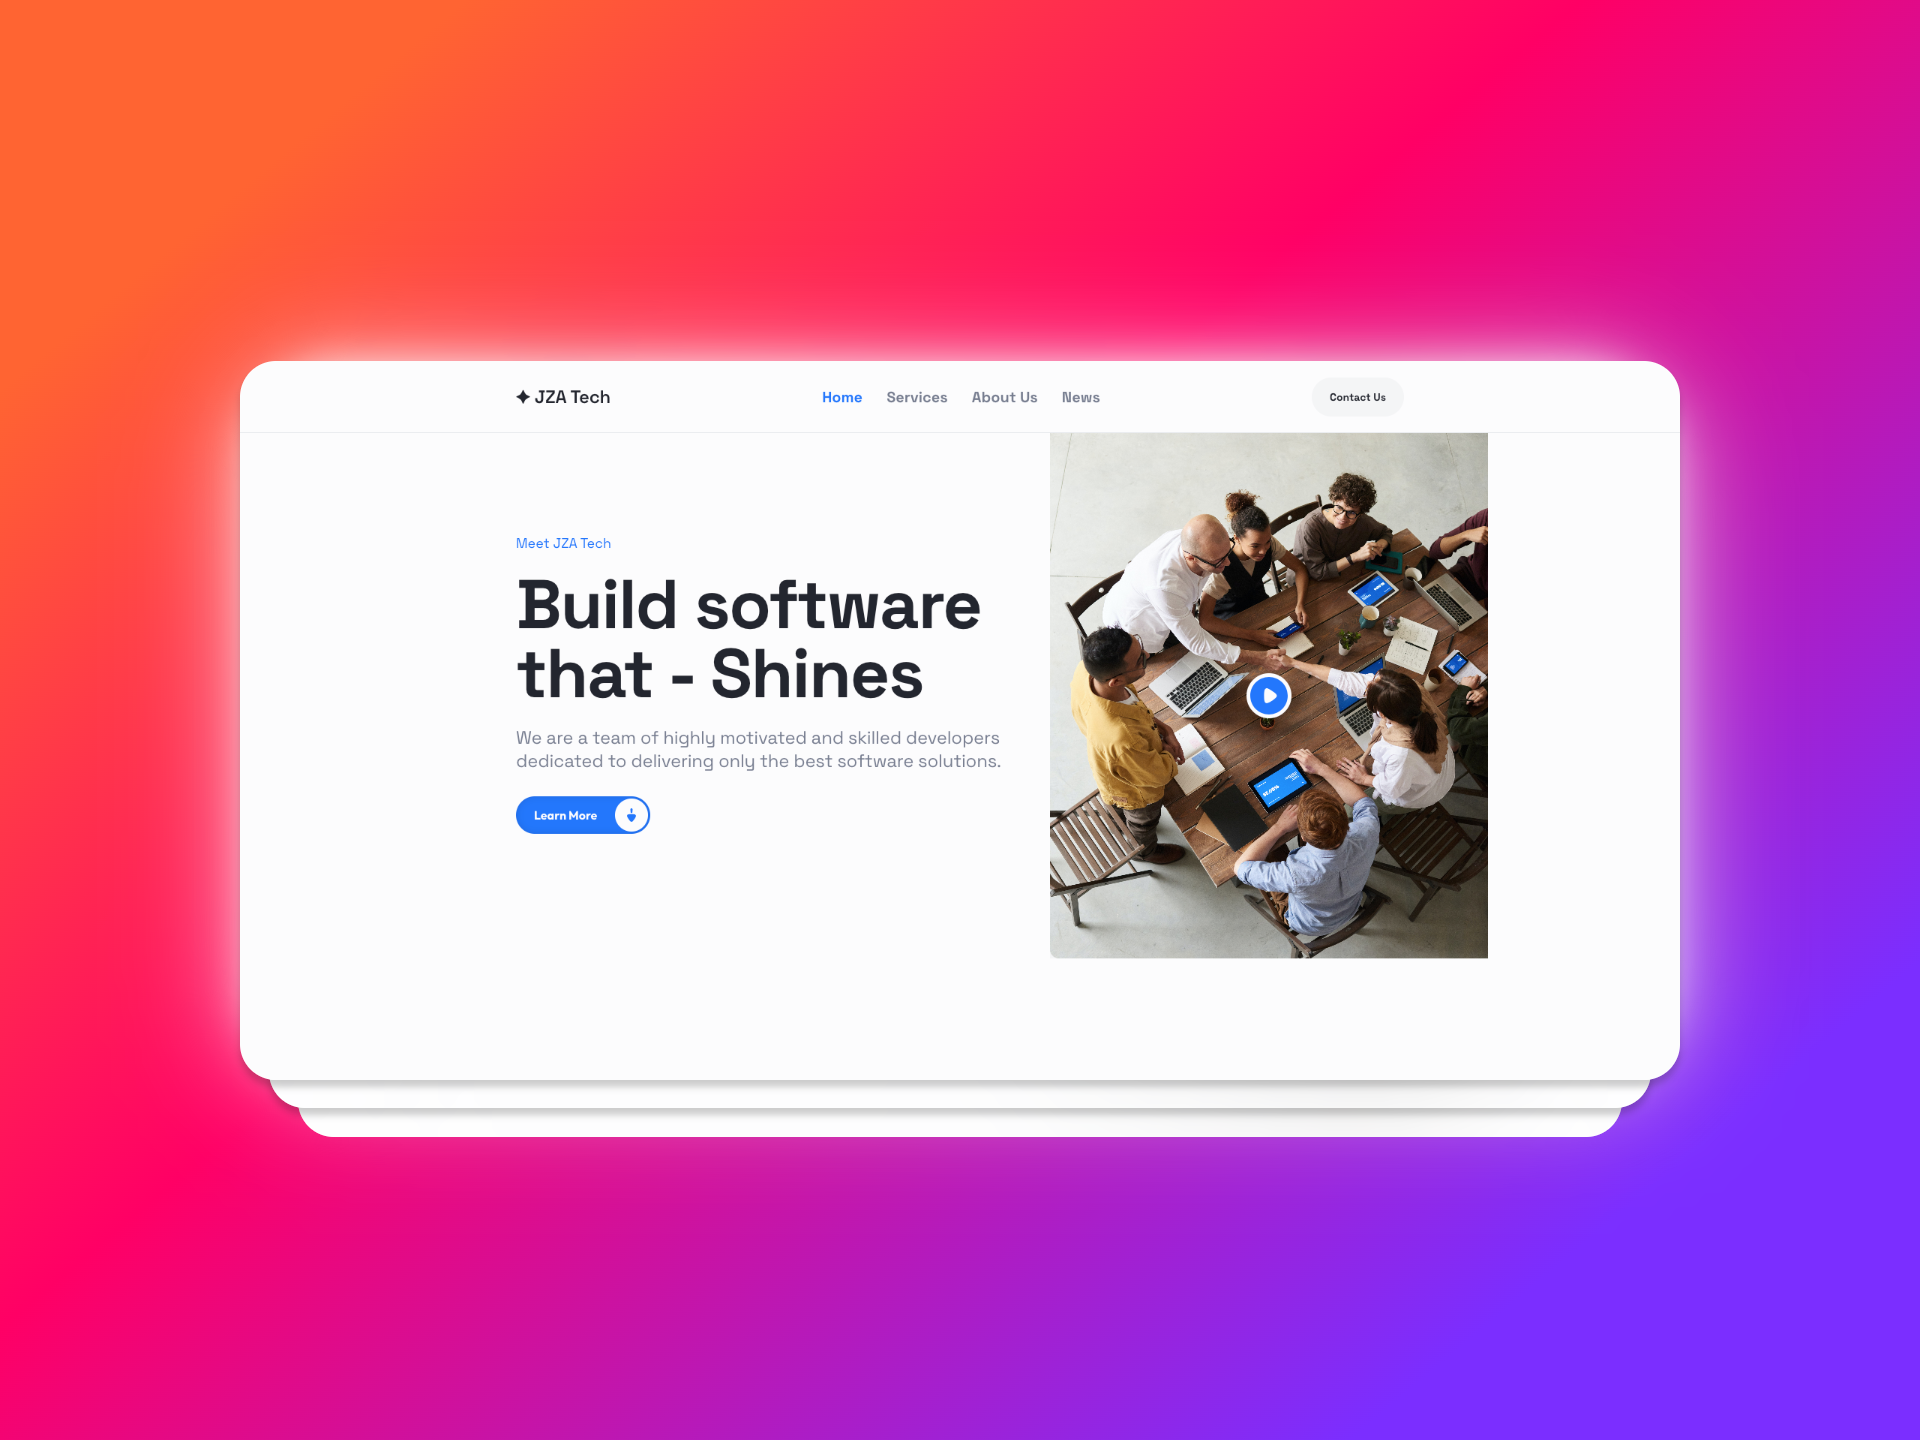 JZA Tech
Home Services About Us News
Contact Us
Meet JZA Tech
Build software
that - Shines
We are a team of highly motivated and skilled developers
dedicated to delivering only the best software solutions.
Learn More